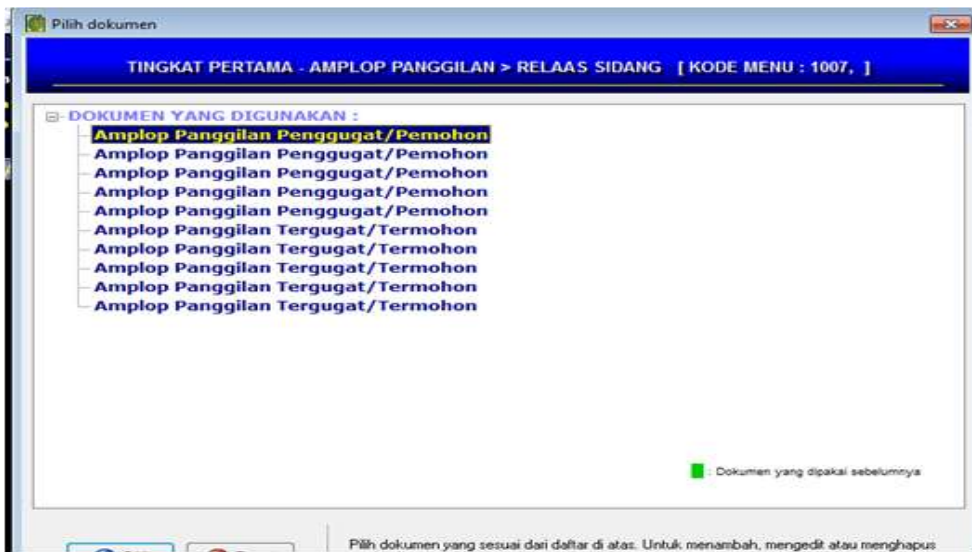 Pilih dokumen
TINGKAT PERTAMA - AMPLOP PANGGILAN > RELAAS SIDANG [ KODE MENU : 1007, ]
DOKUMEN YANG DIGUNAKAN :
Amplop Panggilan Penggugat/Pemohon
Amplop Panggilan Penggugat/Pemohon
Amplop Panggilan Penggugat/Pemohon
Amplop Panggilan Penggugat/Pemohon
Amplop Panggilan Penggugat/Pemohon
Amplop Panggilan Tergugat/Termohon
Amplop Panggilan Tergugat/Termohon
Amplop Panggilan Tergugat/Termohon
Amplop Panggilan Tergugat/Termohon
Amplop Panggilan Tergugat/Termohon
: Dokumen yang dipakai sebelumnya
Pilih dokumen yang sesuai dari daftar di atas. Untuk menambah, mengedit atau menghapus